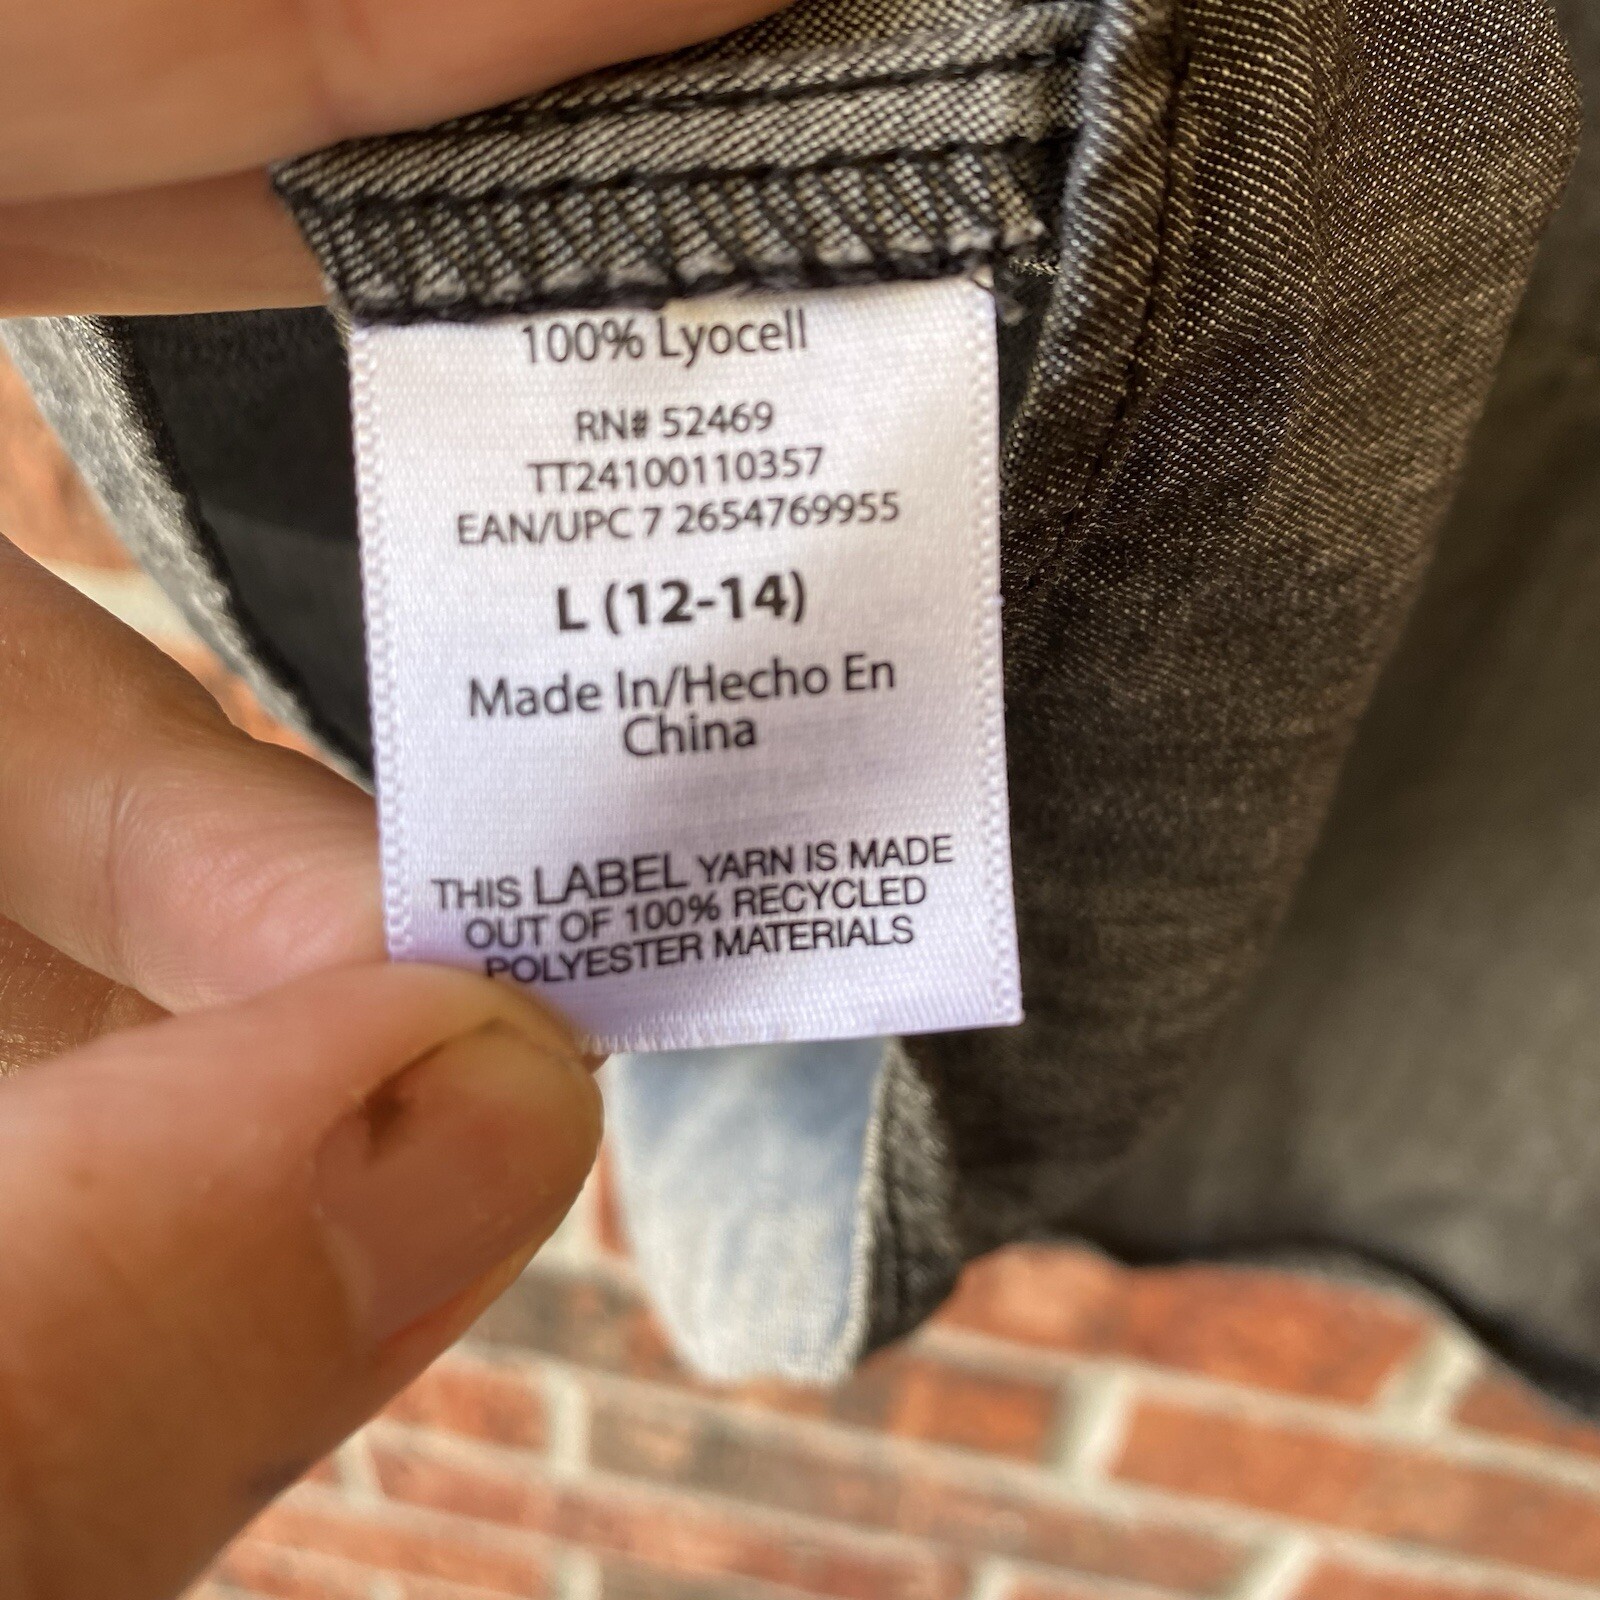 100% Lyocell
RN# 52469
TT24100110357
EAN/UPC 7 2654769955
L (12-14)
Made In/Hecho En
China
THIS LABEL YARN IS MADE
OUT OF 100% RECYCLED
POLYESTER MATERIALS